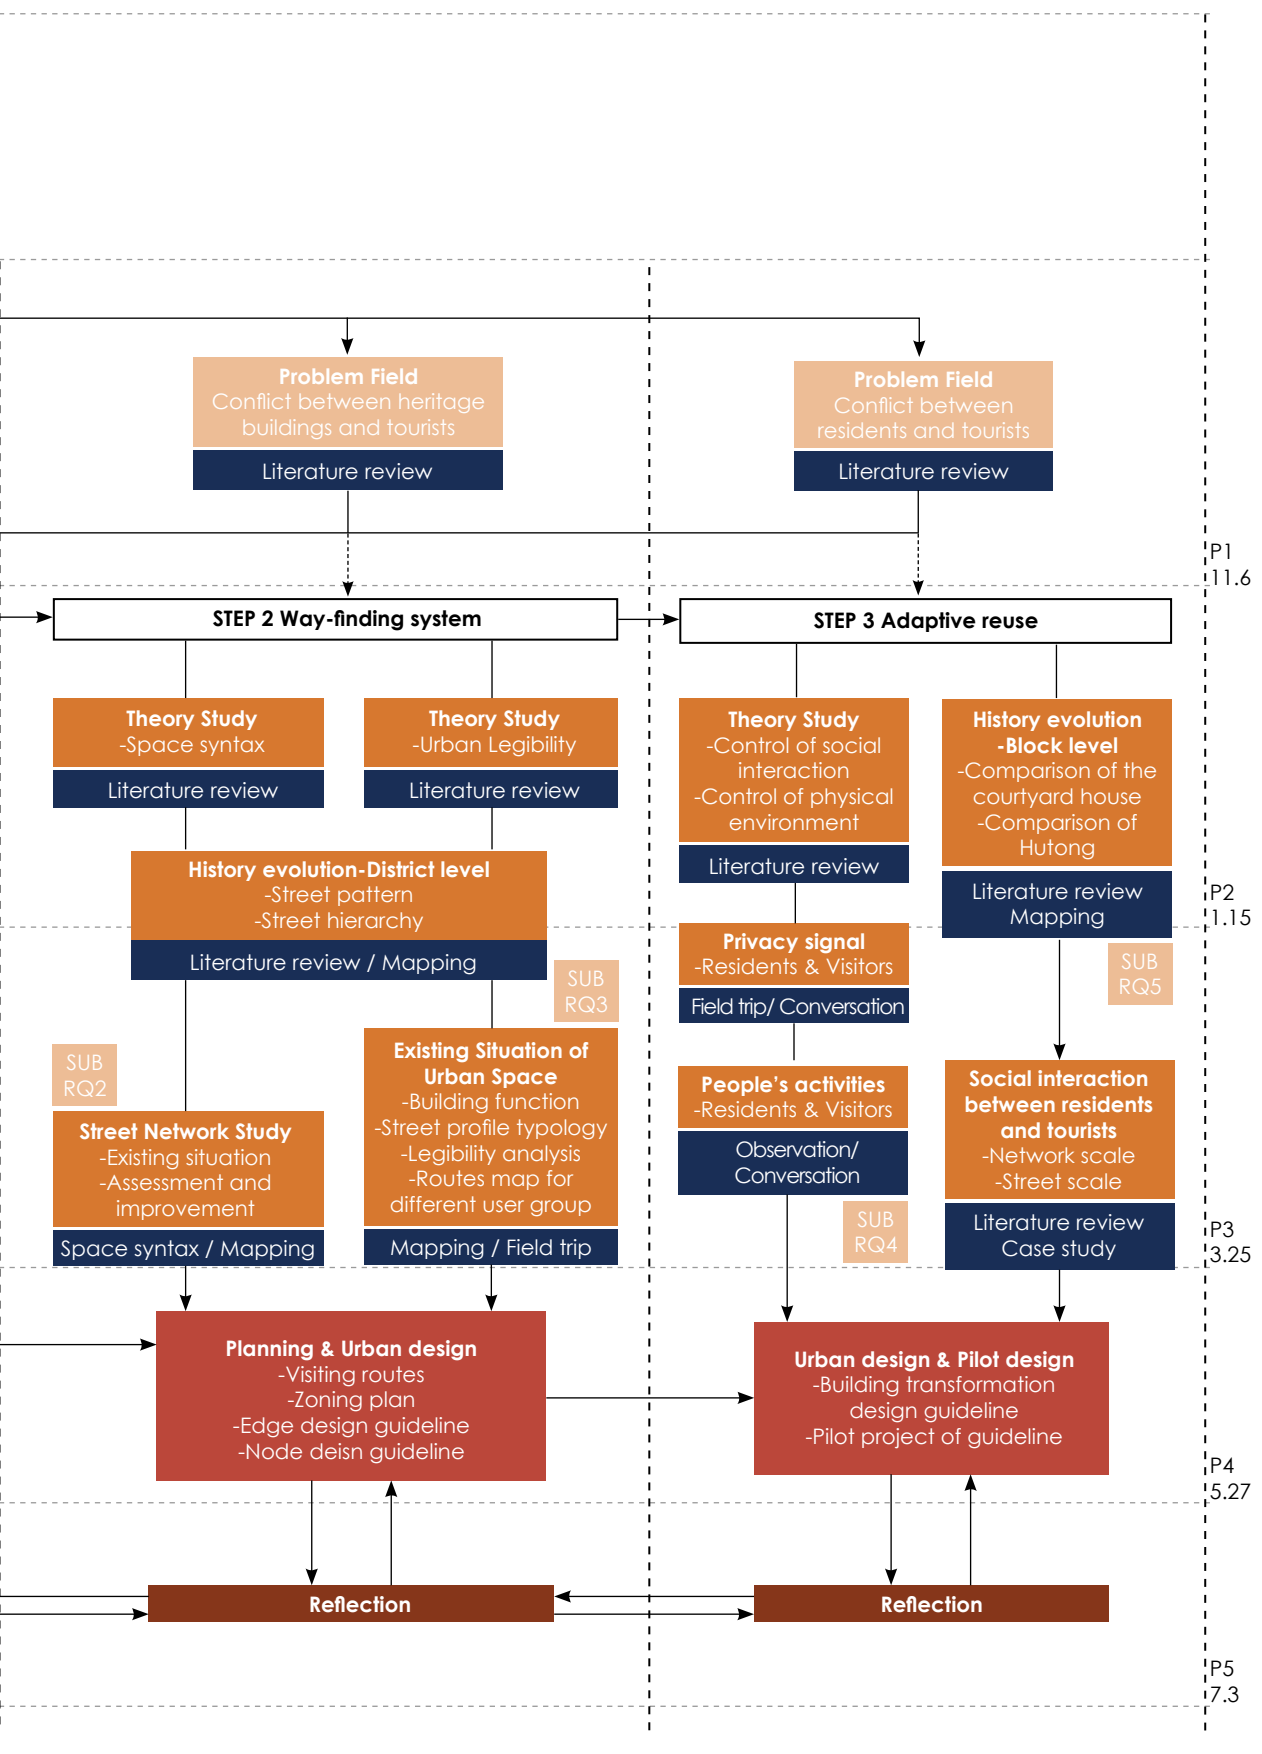 Problem Field
Conflict between heritage
buildings and tourists
Literature review
Problem Field
Conflict between
residents and tourists
Literature review
P1
11.6
STEP 2 Way-finding system
STEP 3 Adaptive reuse
Theory Study
-Space syntax
Literature review
Theory Study
-Urban Legibility
Literature review
History evolution-District level
-Street pattern
-Street hierarchy
Literature review / Mapping
SUB
RQ3
SUB
RQ2
Street Network Study
-Existing situation
-Assessment and
improvement
Space syntax / Mapping
Existing Situation of
Urban Space
-Building function
-Street profile typology
-Legibility analysis
-Routes map for
different user group
Mapping / Field trip
Theory Study
-Control of social
interaction
-Control of physical
environment
Literature review
Privacy signal
-Residents & Visitors
Field trip/ Conversation
People's activities
-Residents & Visitors
Observation/
Conversation
SUB
RQ4
History evolution
-Block level
-Comparison of the
courtyard house
-Comparison of
Hutong
Literature review
Mapping
SUB
RQ5
Social interaction
between residents
and tourists
-Network scale
-Street scale
Literature review
Case study
P2
1.15
P3
3.25
Planning & Urban design
-Visiting routes
-Zoning plan
-Edge design guideline
-Node deisn guideline
Urban design & Pilot design
-Building transformation
design guideline
-Pilot project of guideline
P4
5.27
Reflection
Reflection
P5
7.3